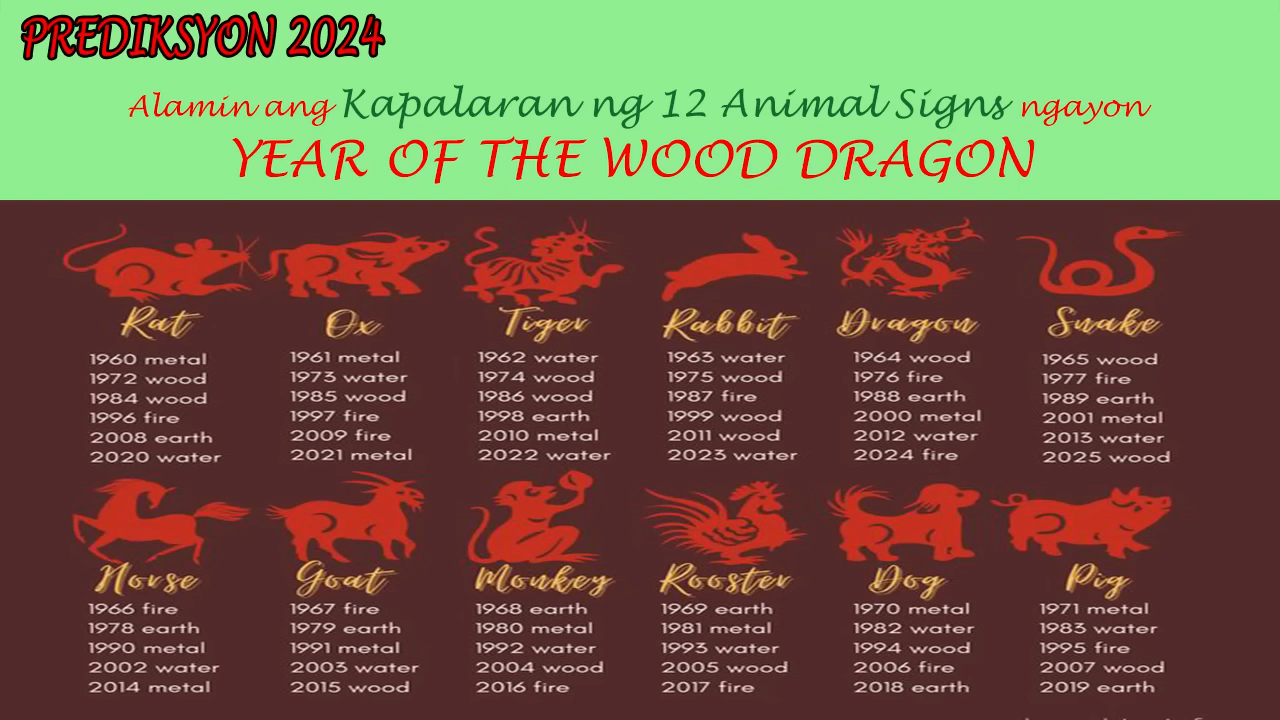 PREDIKSYON 2024
Alamin ang Kapalaran ng 12 Animal Signs ngayon
YEAR OF THE WOOD DRAGON
Rat
1960 metal
1972 wood
1984 wood
1996 fire
2008 earth
2020 water
Ox
1961 metal
1973 water
1985 wood
1997 fire
2009 fire
2021 metal
Tiger
1962 water
1974 wood
1986 wood
1998 earth
2010 metal
2022 water
Rabbit
1963 water
1975 wood
1987 fire
1999 wood
2011 wood
2023 water
Dragon
1964 wood
1976 fire
1988 earth
2000 metal
2012 water
2024 fire
Snake
1965 wood
1977 fire
1989 earth
2001 metal
2013 water
2025 wood
Horse
1966 fire
1978 earth
1990 metal
2002 water
2014 metal
Goat
1967 fire
1979 earth
1991 metal
2003 water
2015 wood
Monkey
1968 earth
1980 metal
1992 water
2004 wood
2016 fire
Rooster
1969 earth
1981 metal
1993 water
2005 wood
2017 fire
Dog
1970 metal
1982 water
1994 wood
2006 fire
2018 earth
Pig
1971 metal
1983 water
1995 fire
2007 wood
2019 earth